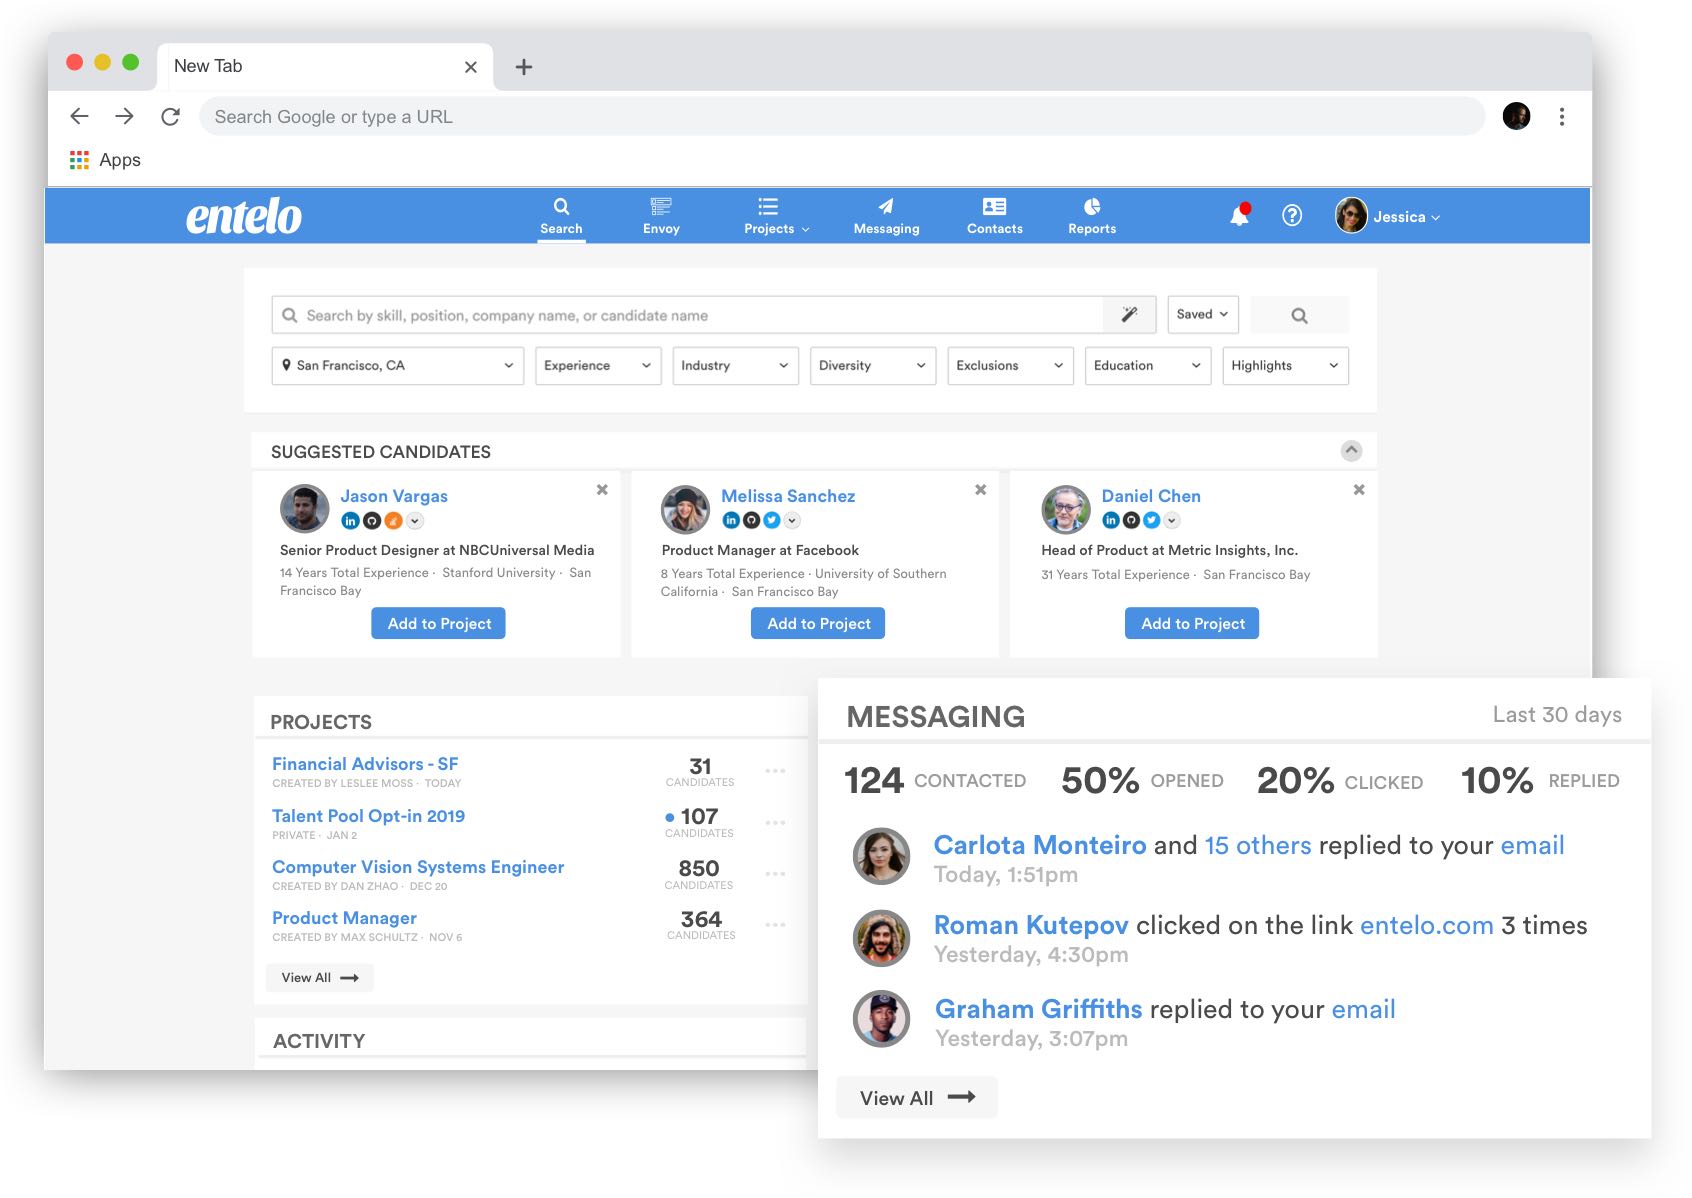 New Tab
Search Google or type a URL
Apps
entelo
Search
Envoy
Projects
Messaging
Contacts
Reports
Jessica
Search by skill, position, company name, or candidate name
Saved
San Francisco, CA
Experience
Industry
Diversity
Exclusions
Education
Highlights
SUGGESTED CANDIDATES
Jason Vargas
Senior Product Designer at NBCUniversal Media
14 Years Total Experience · Stanford University · San
Francisco Bay
Add to Project
Melissa Sanchez
Product Manager at Facebook
8 Years Total Experience · University of Southern
California · San Francisco Bay
Add to Project
Daniel Chen
Head of Product at Metric Insights, Inc.
31 Years Total Experience · San Francisco Bay
Add to Project
PROJECTS
Financial Advisors - SF
CREATED BY LESLEE MOSS · TODAY
31
CANDIDATES
Talent Pool Opt-in 2019
PRIVATE · JAN 2
107
CANDIDATES
Computer Vision Systems Engineer
CREATED BY DAN ZHAO · DEC 20
850
CANDIDATES
Product Manager
CREATED BY MAX SCHULTZ · NOV 6
364
CANDIDATES
View All
ACTIVITY
MESSAGING
Last 30 days
124 CONTACTED
50% OPENED
20% CLICKED
10% REPLIED
Carlota Monteiro and 15 others replied to your email
Today, 1:51pm
Roman Kutepov clicked on the link entelo.com 3 times
Yesterday, 4:30pm
Graham Griffiths replied to your email
Yesterday, 3:07pm
View All